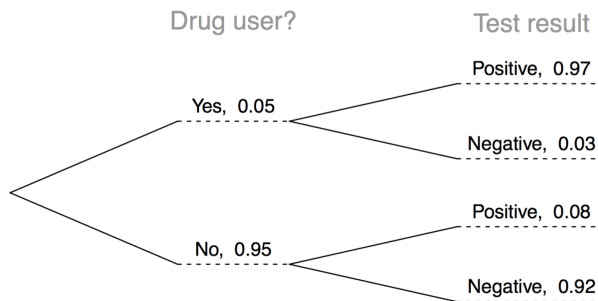 Drug user?
Test result
Positive, 0.97
Yes, 0.05
Negative, 0.03
Positive, 0.08
No, 0.95
Negative, 0.92